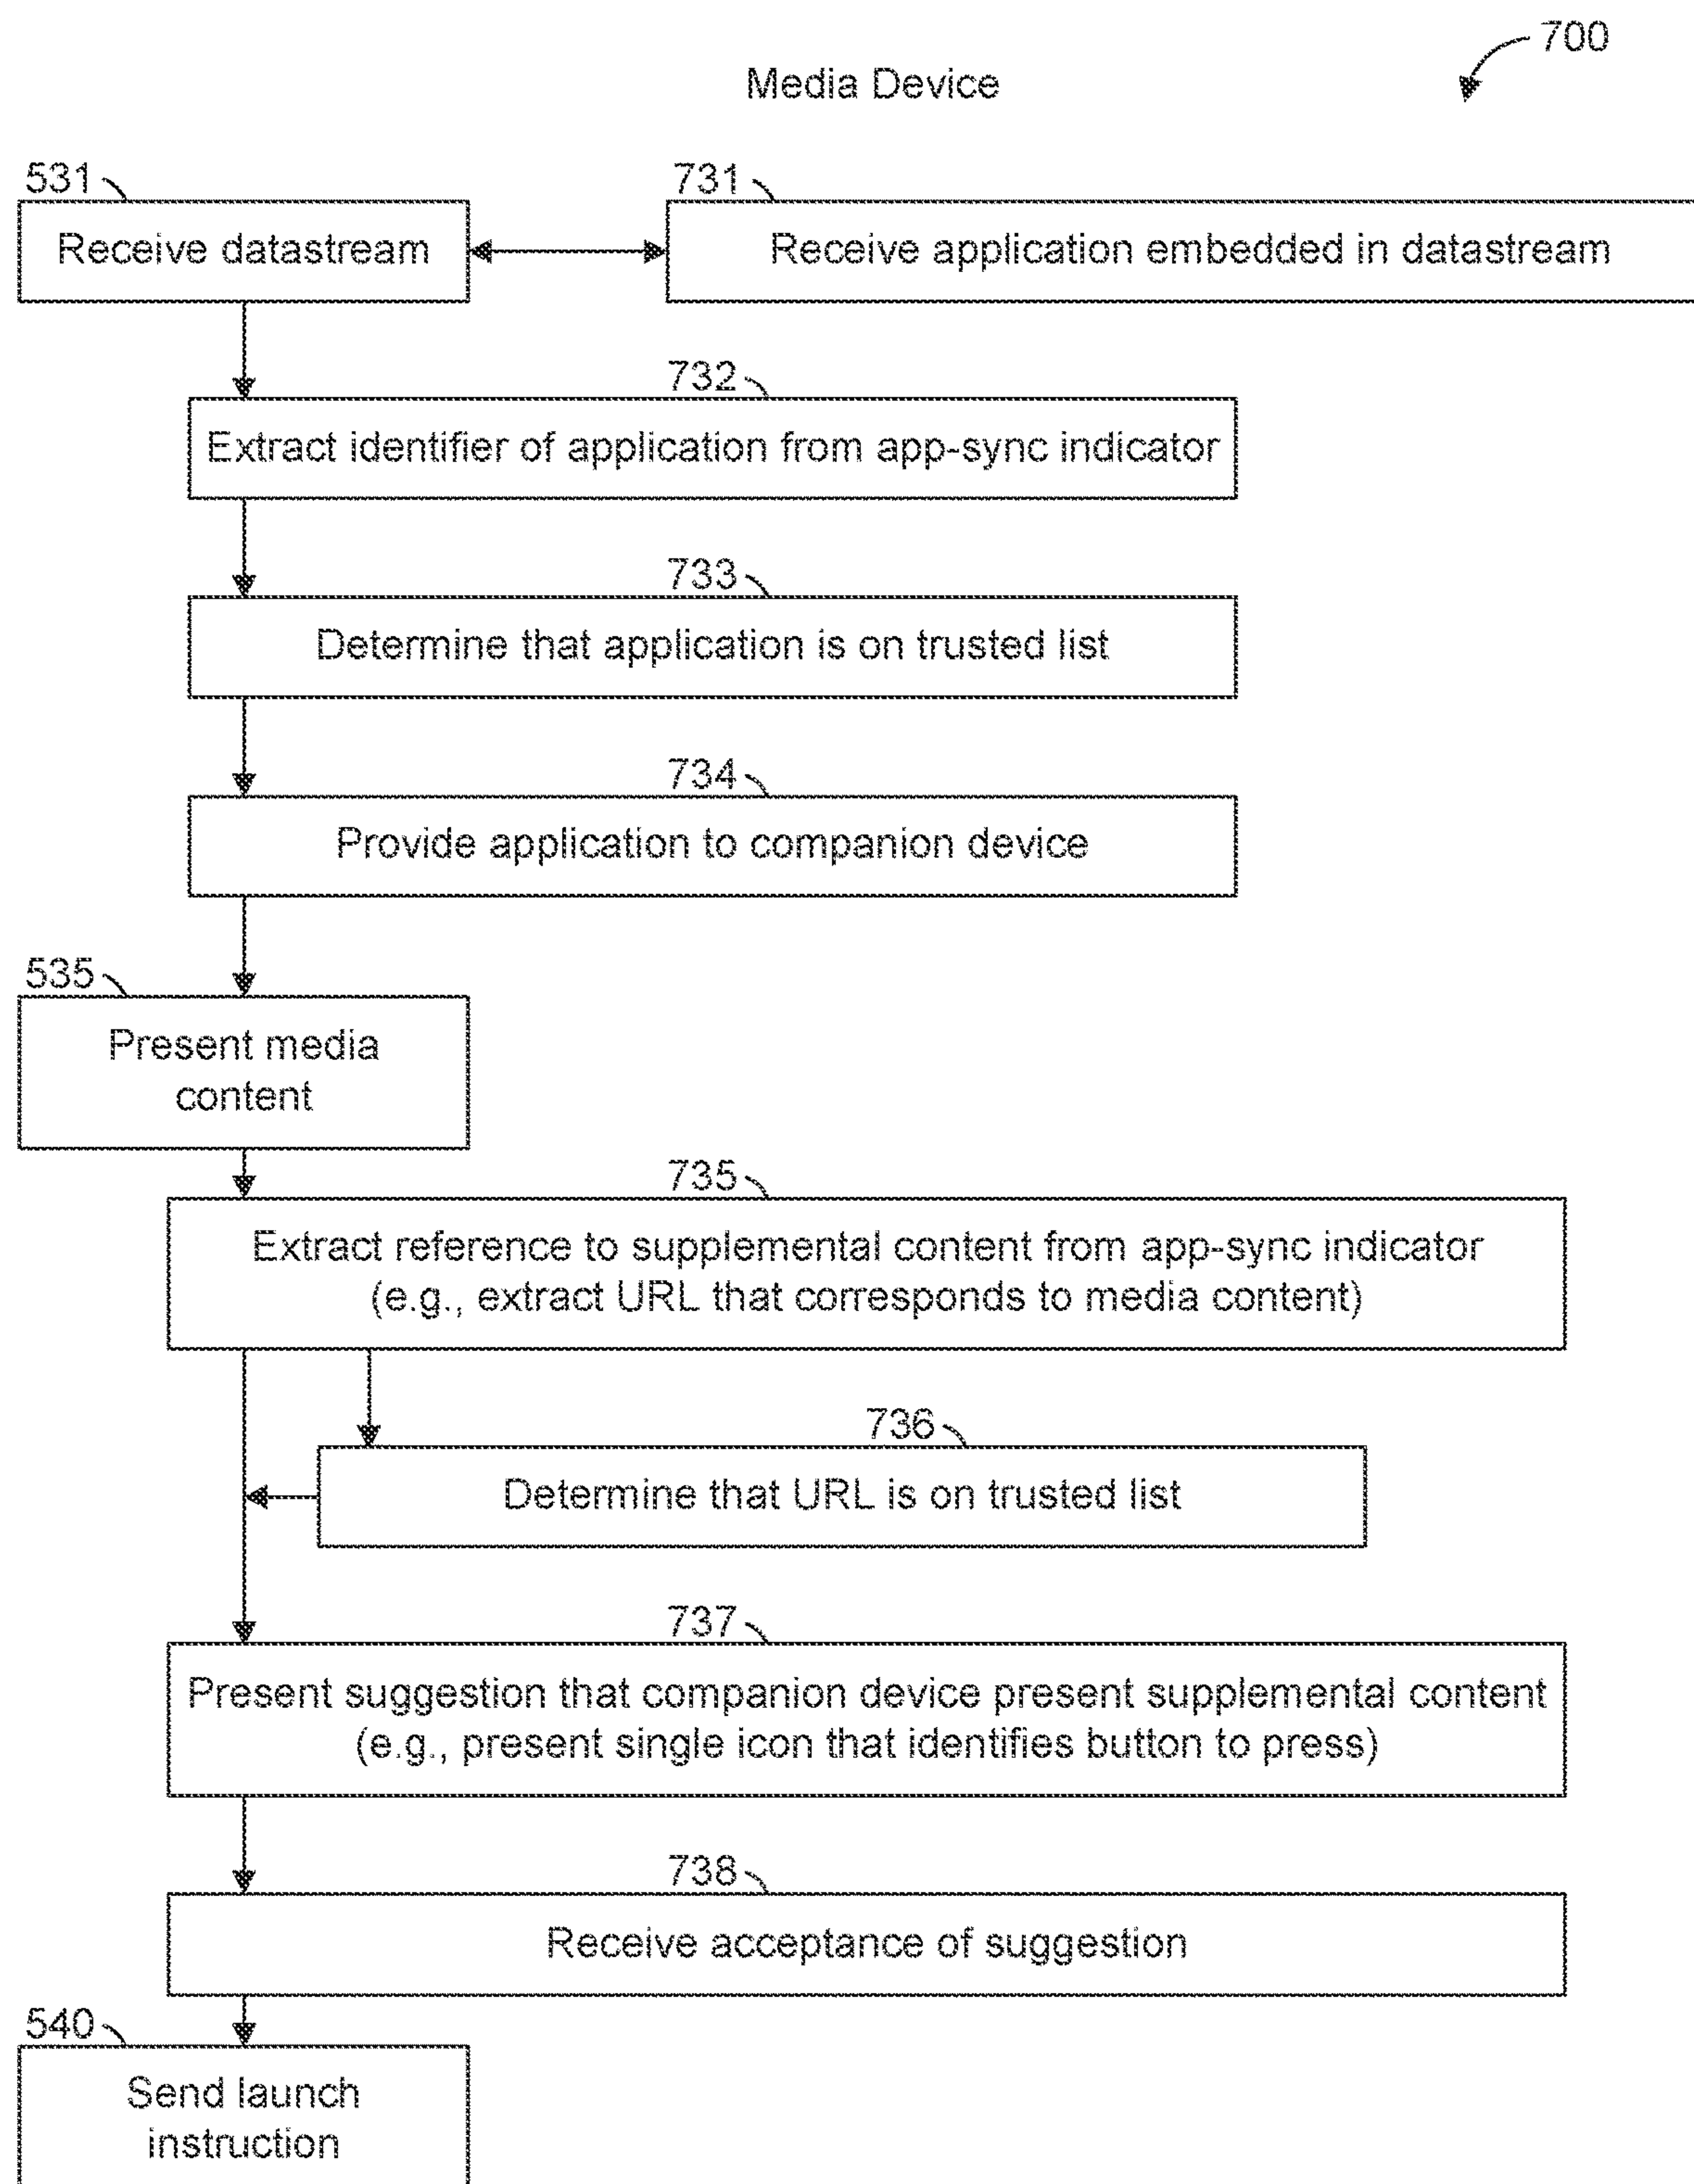 700
Media Device
531
731
Receive datastream
Receive application embedded in datastream
732
Extract identifier of application from app-sync indicator
733
Determine that application is on trusted list
734
Provide application to companion device
535
Present media
content
735
Extract reference to supplemental content from app-sync indicator
(e.g., extract URL that corresponds to media content)
736
Determine that URL is on trusted list
737
Present suggestion that companion device present supplemental content
(e.g., present single icon that identifies button to press)
738
Receive acceptance of suggestion
540
Send launch
instruction